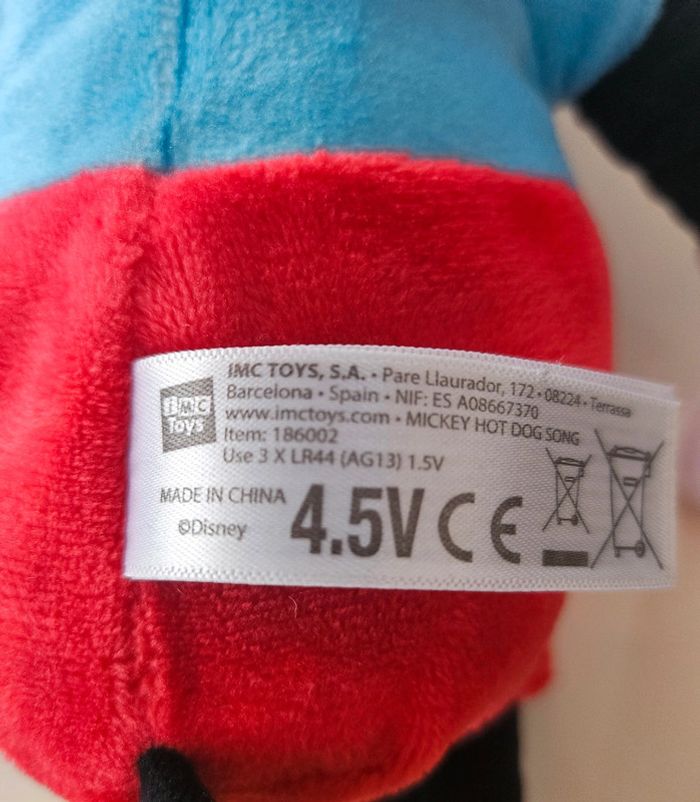 IMC Toys
IMC TOYS, S.A. • Pare Llaurador, 172 • 08224 • Terrassa
Barcelona • Spain • NIF: ES A08667370
www.imctoys.com • MICKEY HOT DOG SONG
Item: 186002
Use 3 X LR44 (AG13) 1.5V
MADE IN CHINA
©Disney
4.5V CE